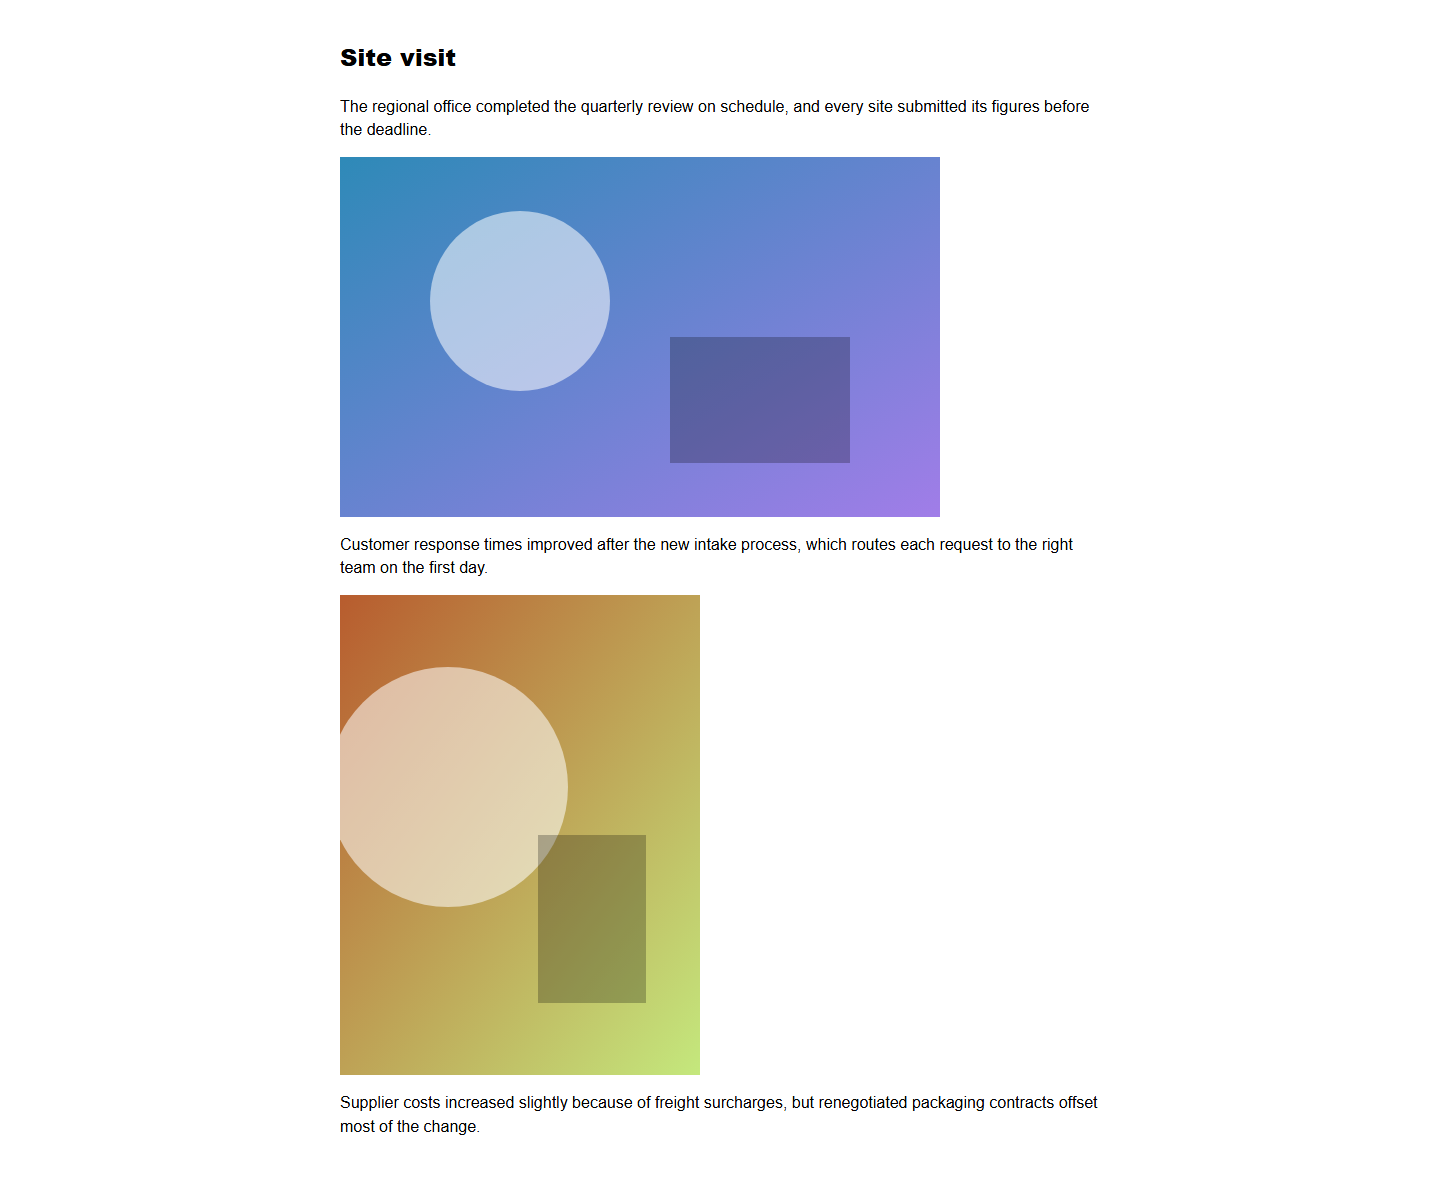 Site visit
The regional office completed the quarterly review on schedule, and every site submitted its figures before
the deadline.
Customer response times improved after the new intake process, which routes each request to the right
team on the first day.
Supplier costs increased slightly because of freight surcharges, but renegotiated packaging contracts offset
most of the change.